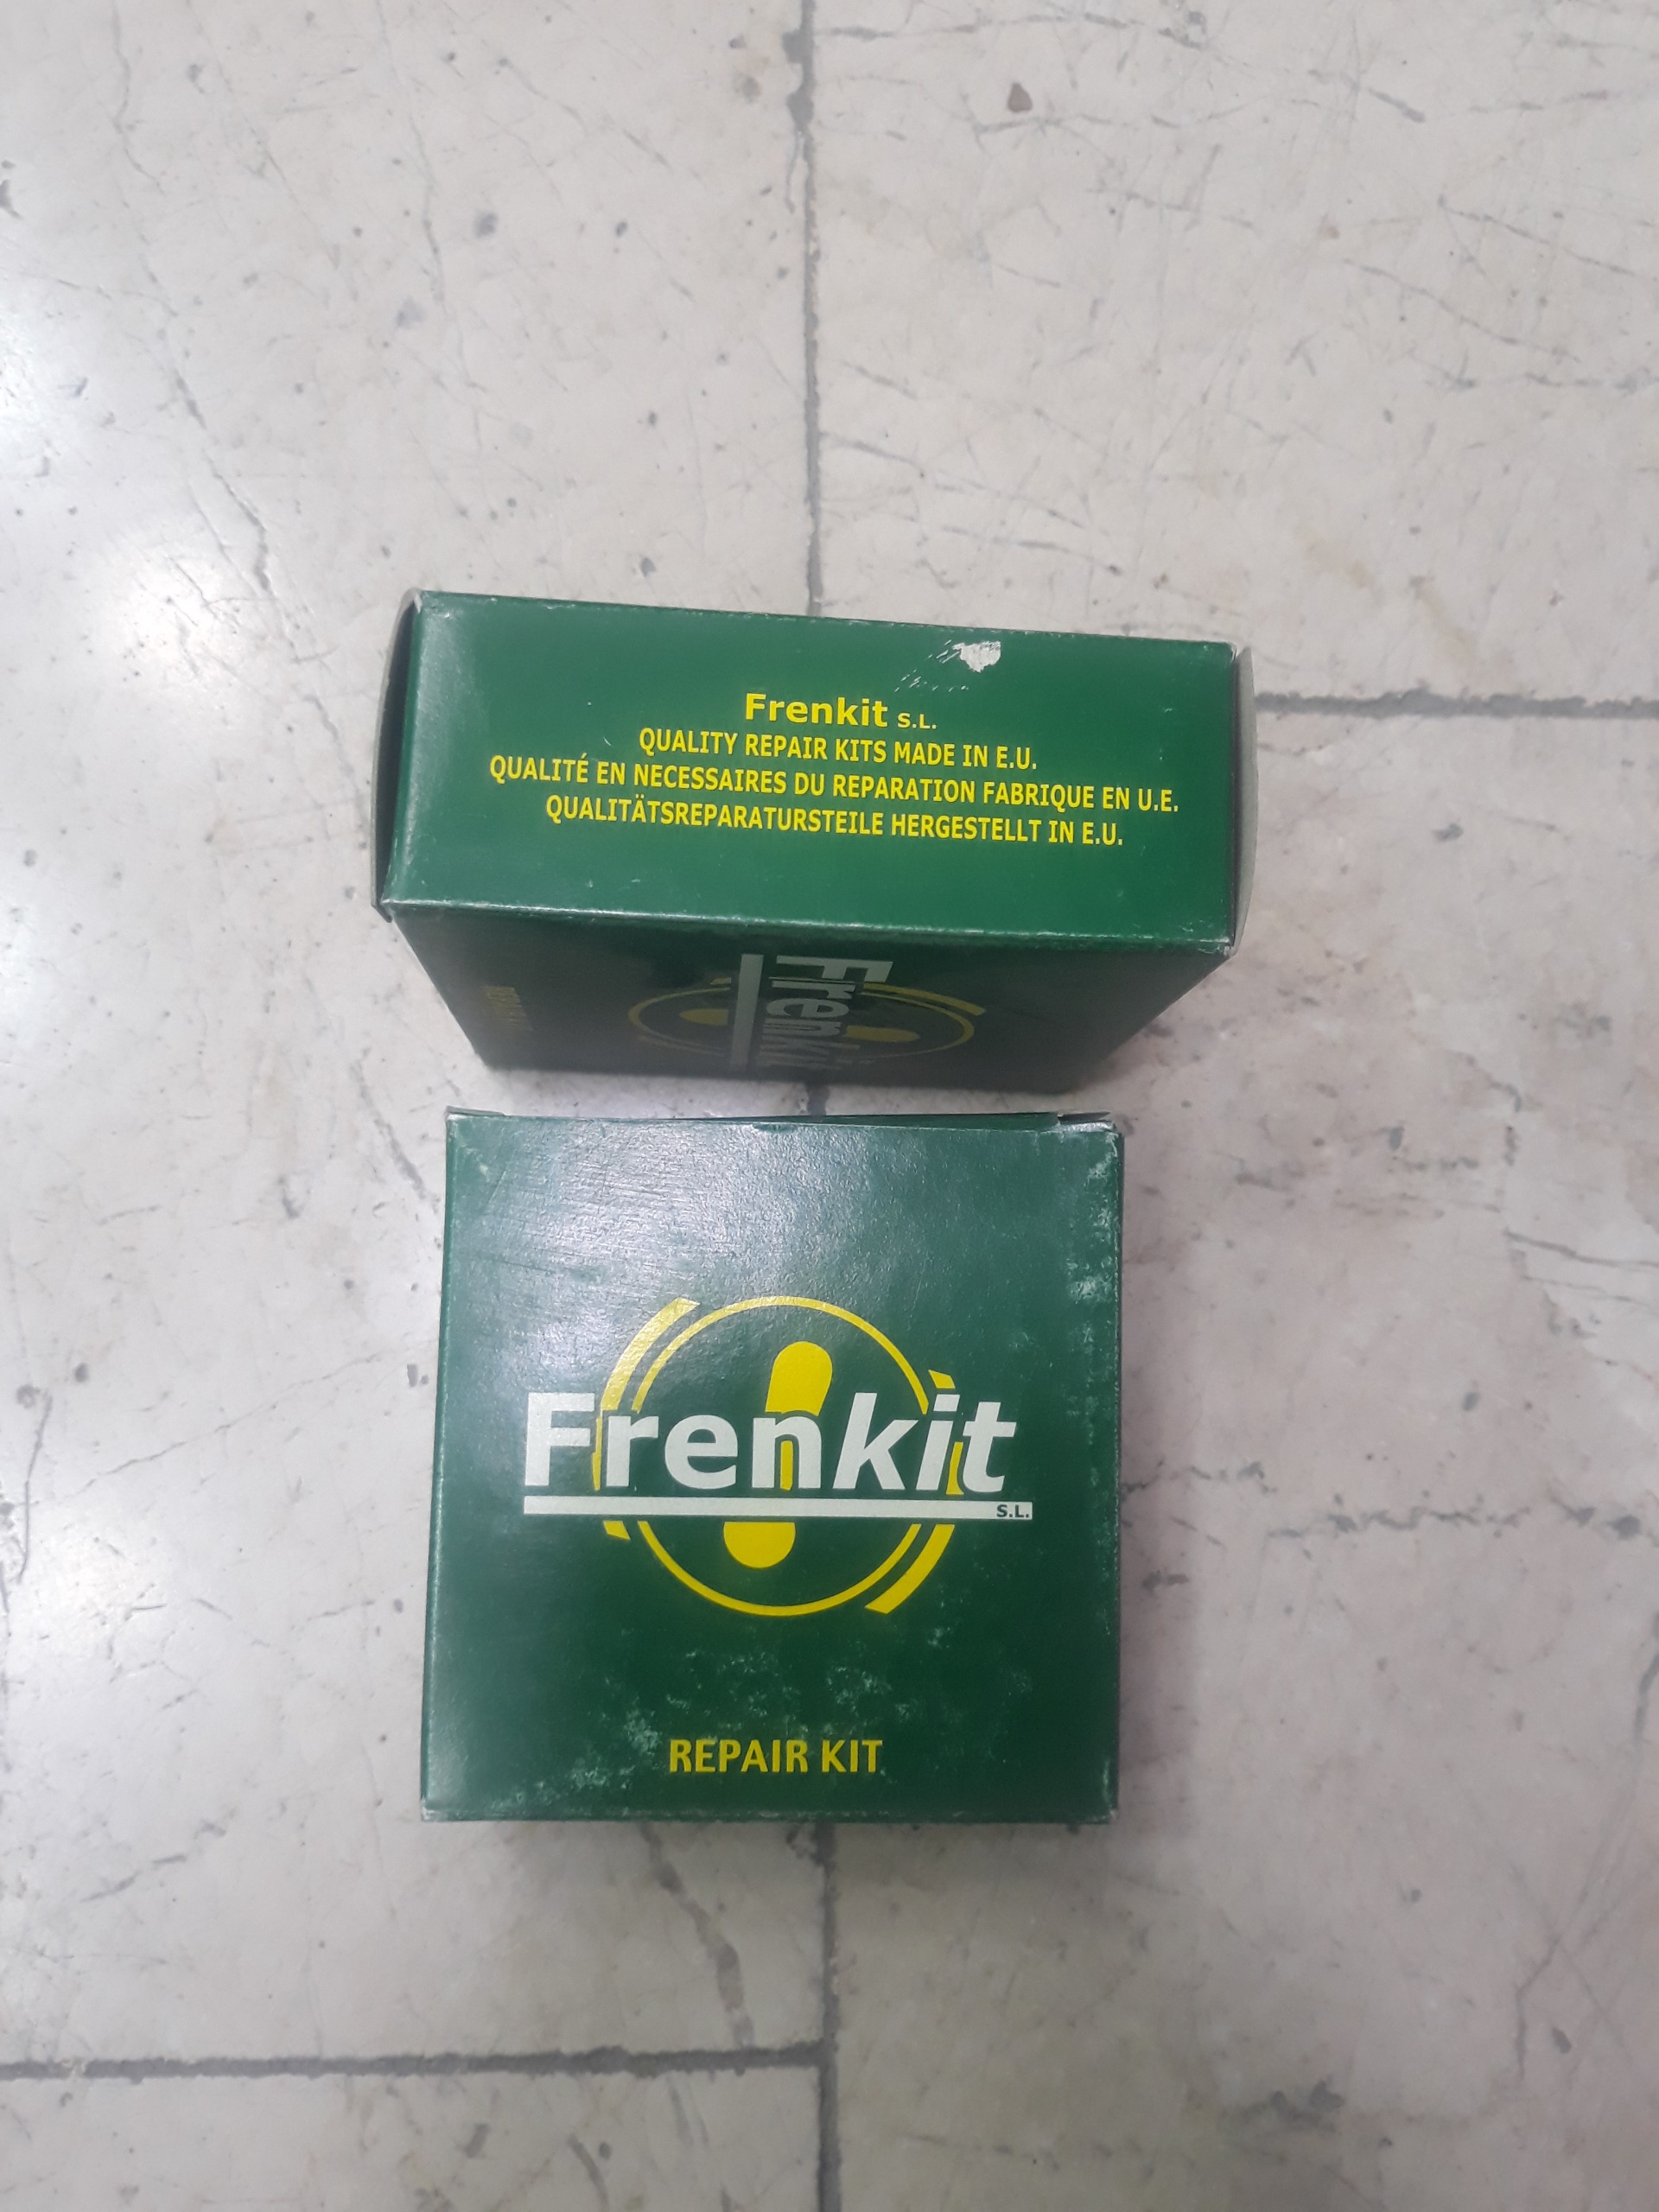 Frenkit S.L.
QUALITY REPAIR KITS MADE IN E.U.
QUALITÉ EN NECESSAIRES DU REPARATION FABRIQUE EN U.E.
QUALITÄTSREPARATURSTEILE HERGESTELLT IN E.U.
Frenkit
Frenkit
S.L.
REPAIR KIT